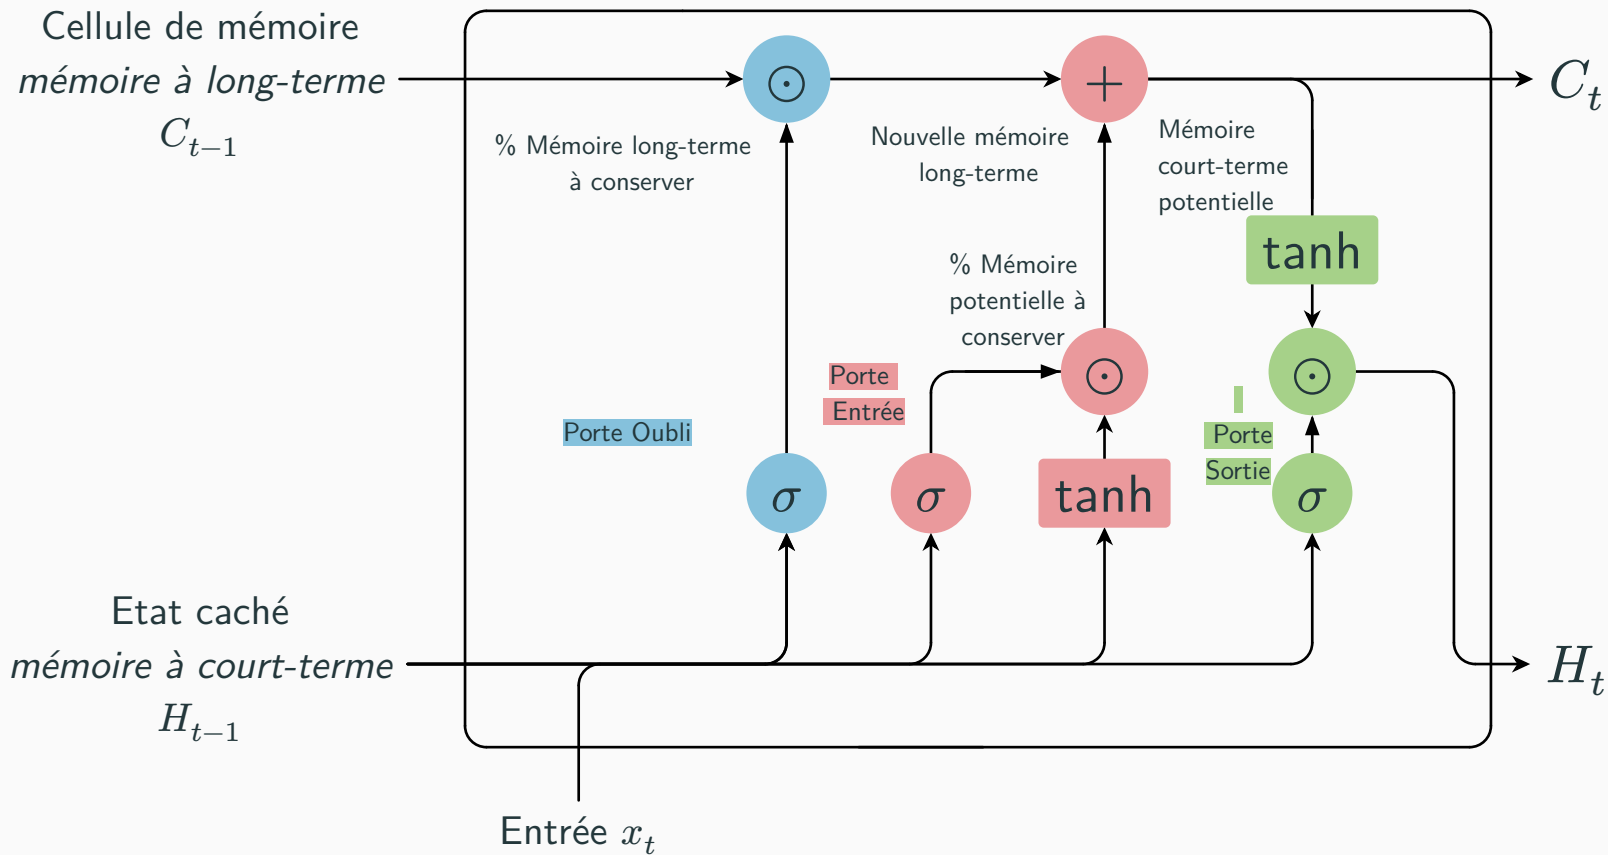 Cellule de mémoire
mémoire à long-terme
C_{t−1}
⊙
+
C_t
% Mémoire long-terme
à conserver
Nouvelle mémoire
long-terme
Mémoire
court-terme
potentielle
tanh
% Mémoire
potentielle à
conserver
⊙
⊙
Porte
Entrée
Porte Oubli
Porte
Sortie
σ
σ
tanh
σ
Etat caché
mémoire à court-terme
H_{t−1}
H_t
Entrée x_t